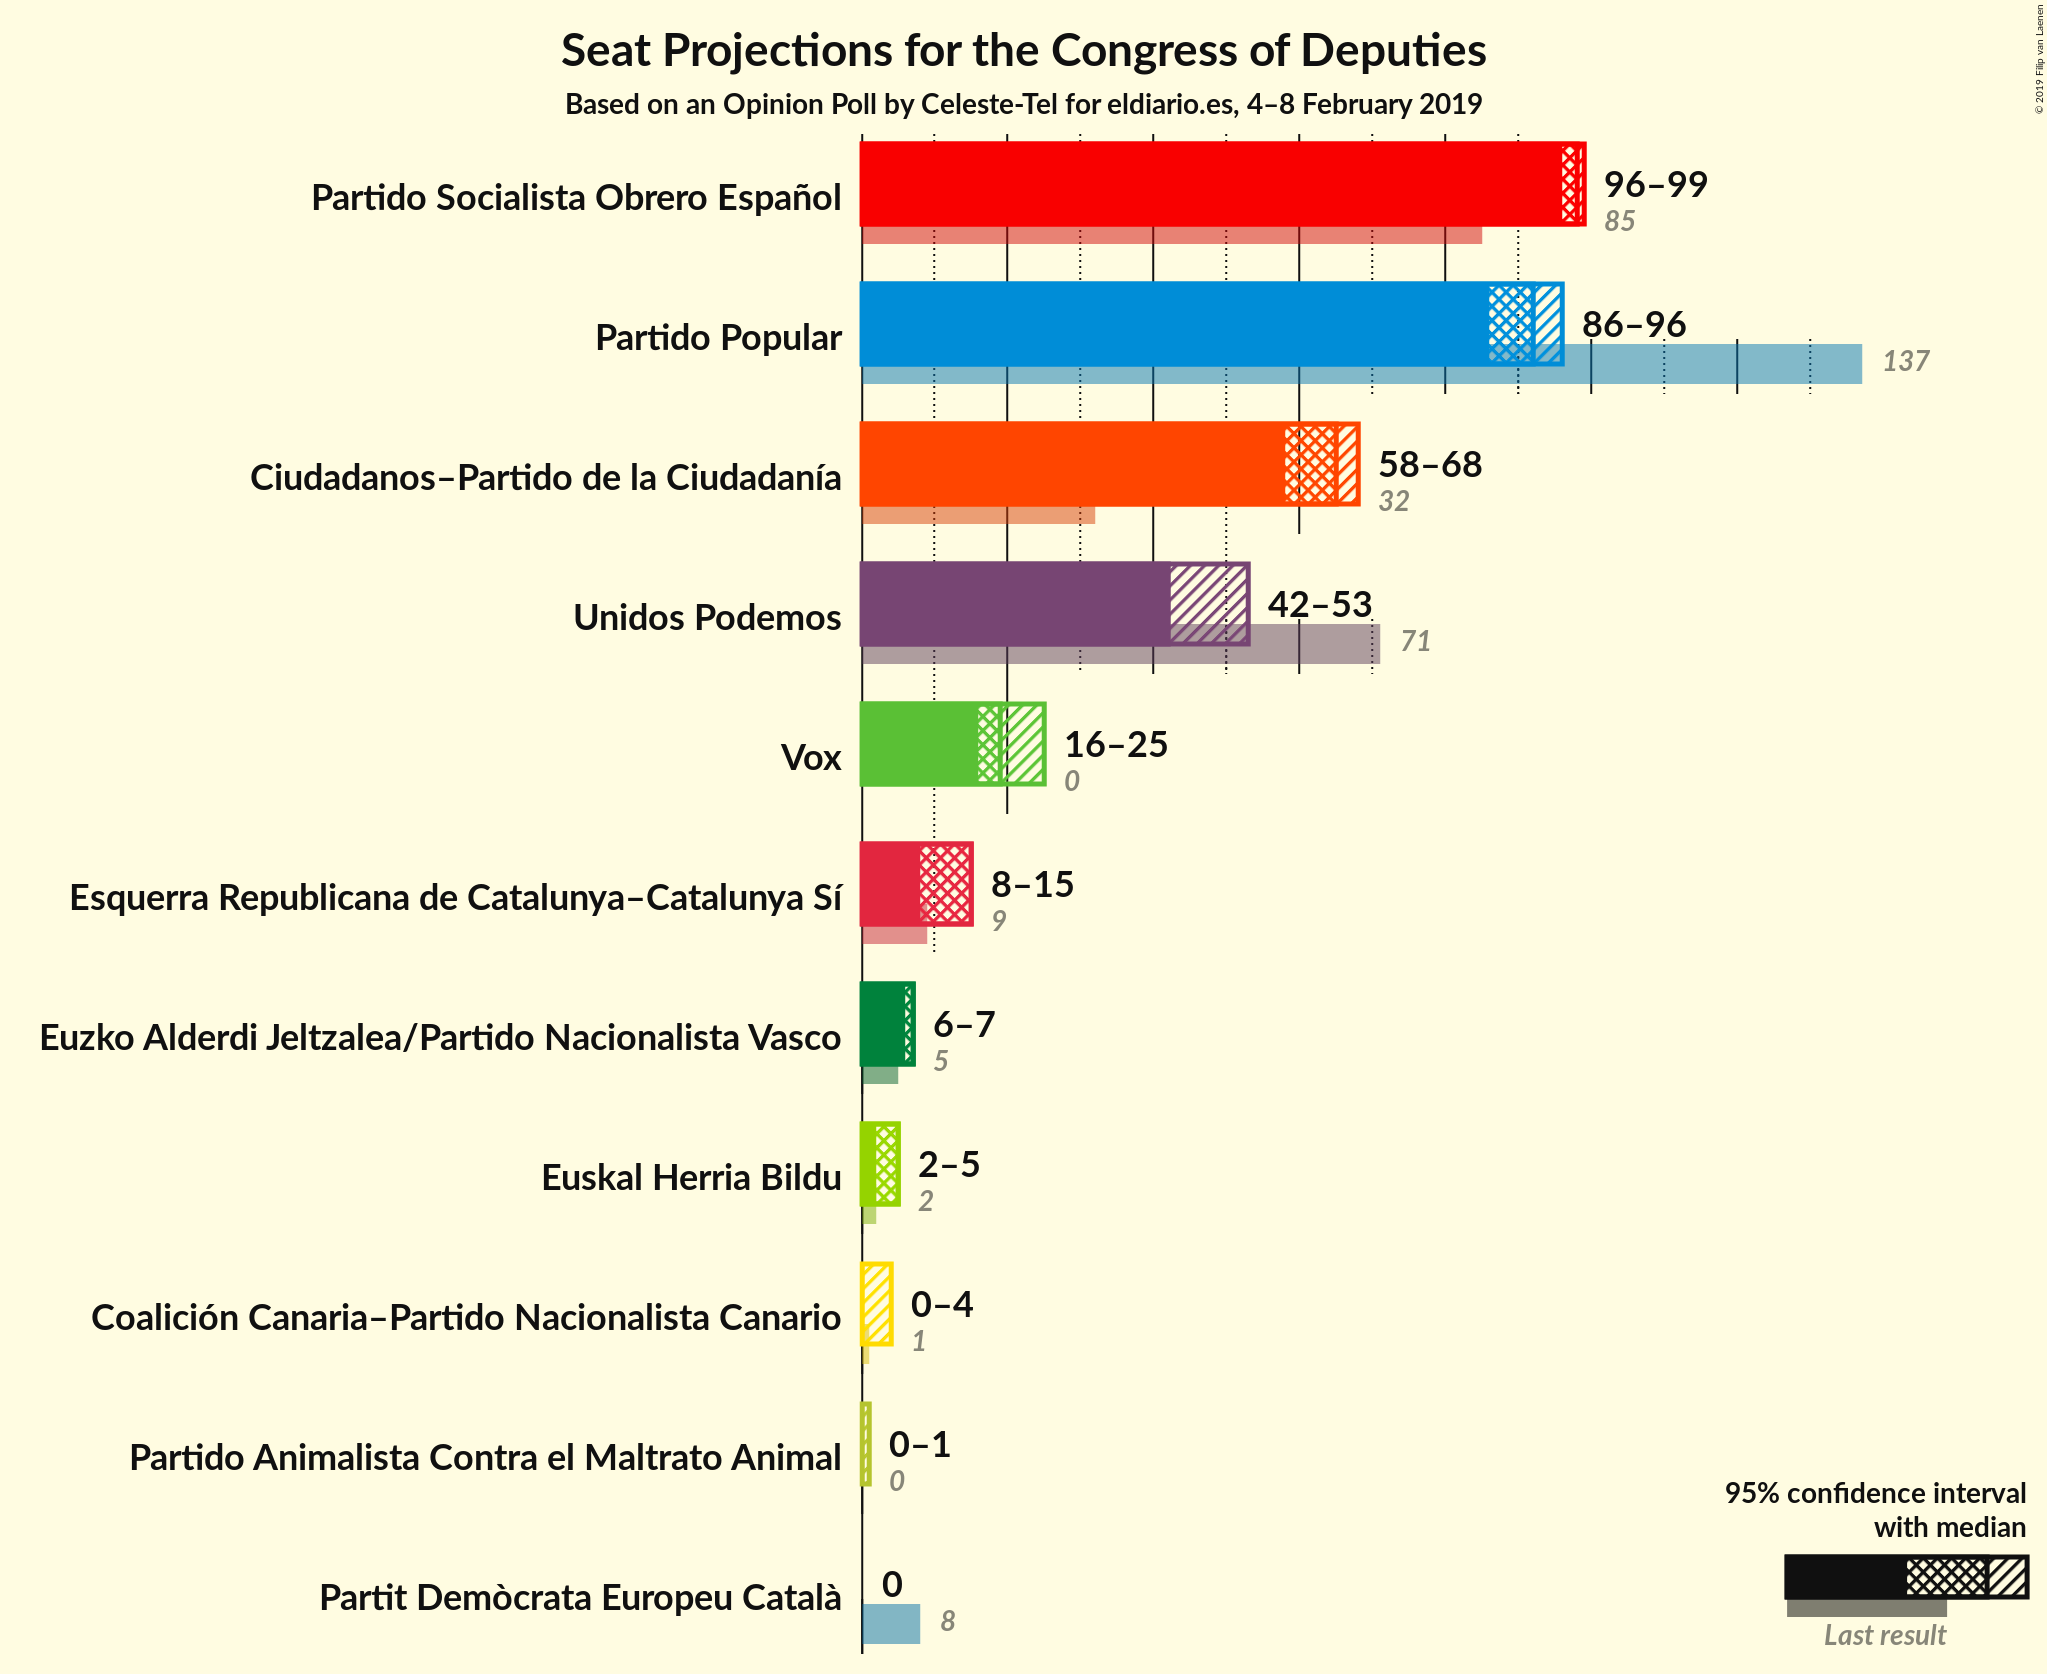 Seat Projections for the Congress of Deputies
Based on an Opinion Poll by Celeste-Tel for eldiario.es, 4–8 February 2019
© 2019 Filip van Laenen
Partido Socialista Obrero Español
96–99
85
Partido Popular
86–96
137
Ciudadanos–Partido de la Ciudadanía
58–68
32
Unidos Podemos
42–53
71
Vox
16–25
0
Esquerra Republicana de Catalunya–Catalunya Sí
8–15
9
Euzko Alderdi Jeltzalea/Partido Nacionalista Vasco
6–7
5
Euskal Herria Bildu
2–5
2
Coalición Canaria–Partido Nacionalista Canario
0–4
1
Partido Animalista Contra el Maltrato Animal
0–1
0
Partit Demòcrata Europeu Català
0
8
95% confidence interval
with median
Last result